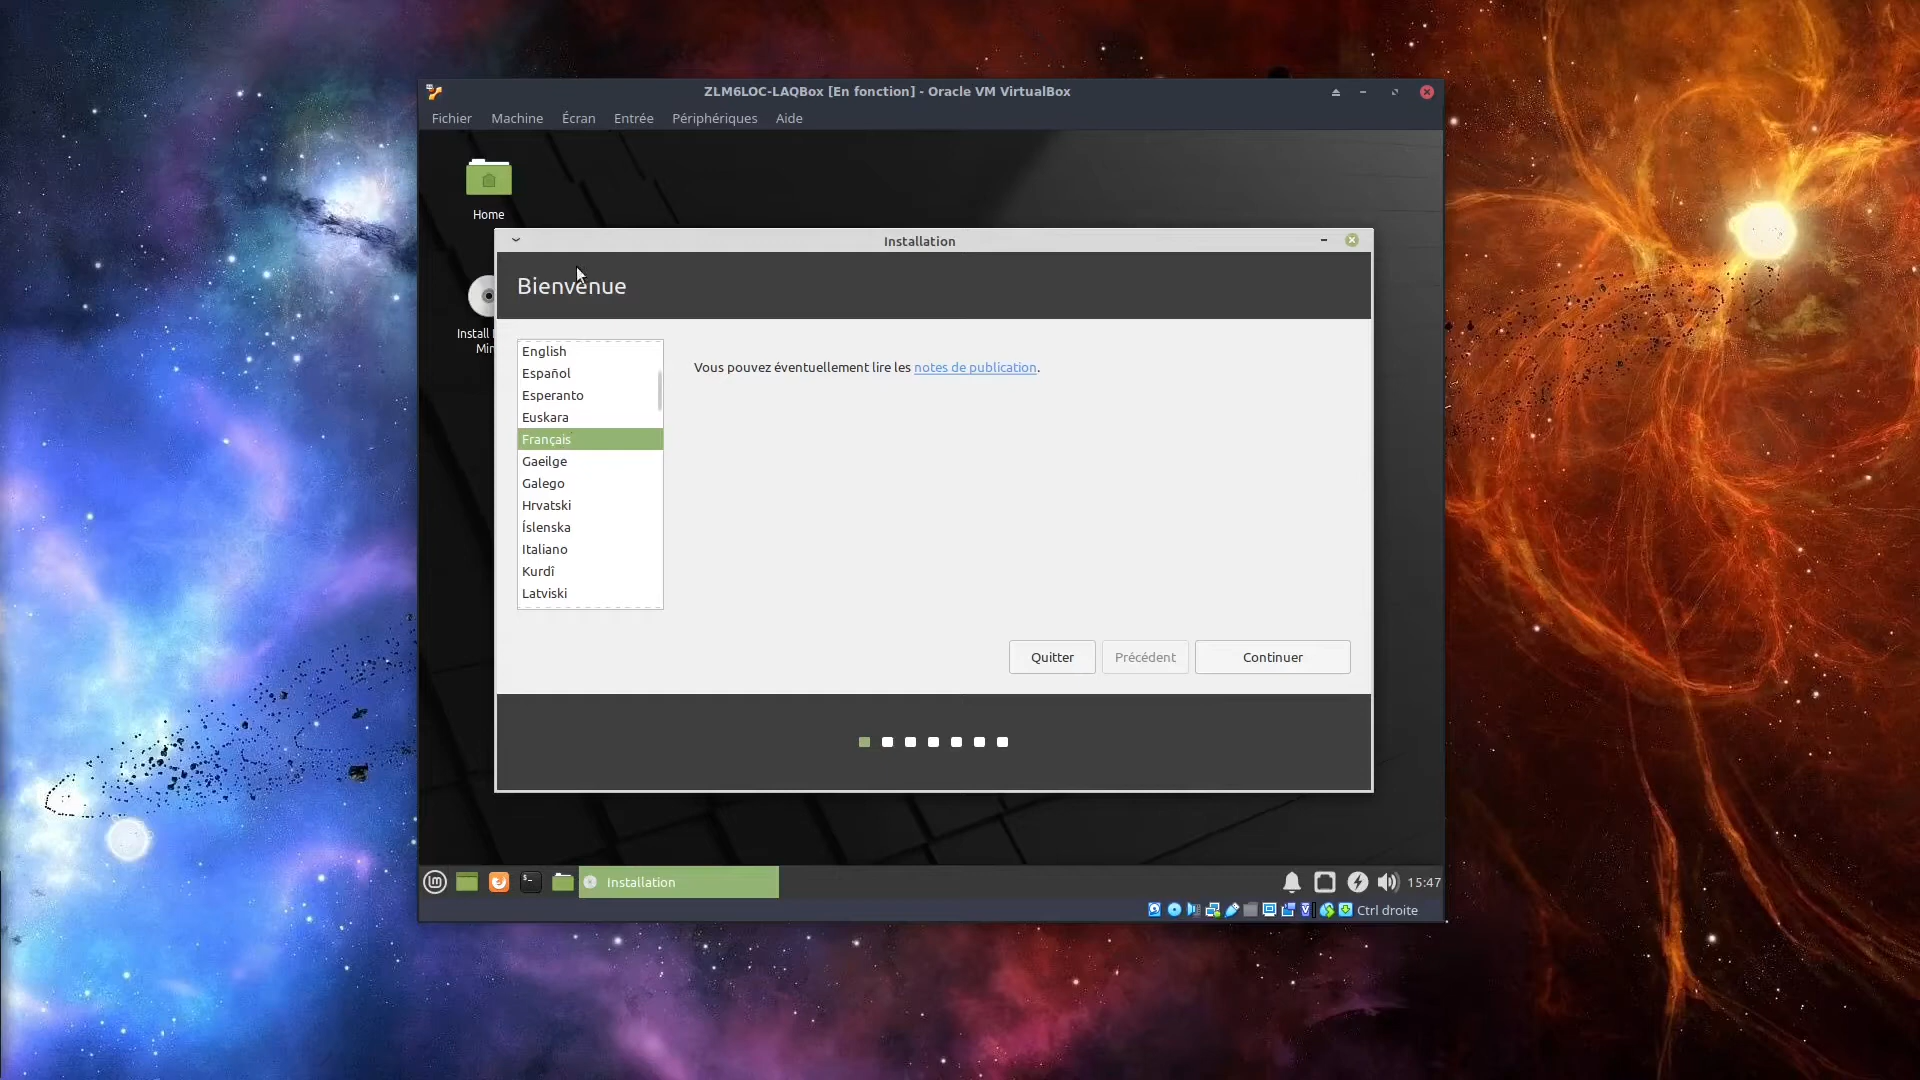 ZLM6LOC-LAQBox [En fonction] - Oracle VM VirtualBox
Fichier Machine Écran Entrée Périphériques Aide
Home
Install
Min
Installation
Bienvenue
English
Español
Esperanto
Euskara
Français
Gaeilge
Galego
Hrvatski
Íslenska
Italiano
Kurdî
Latviski
Vous pouvez éventuellement lire les notes de publication.
Quitter Précédent Continuer
Installation
15:47
Ctrl droite